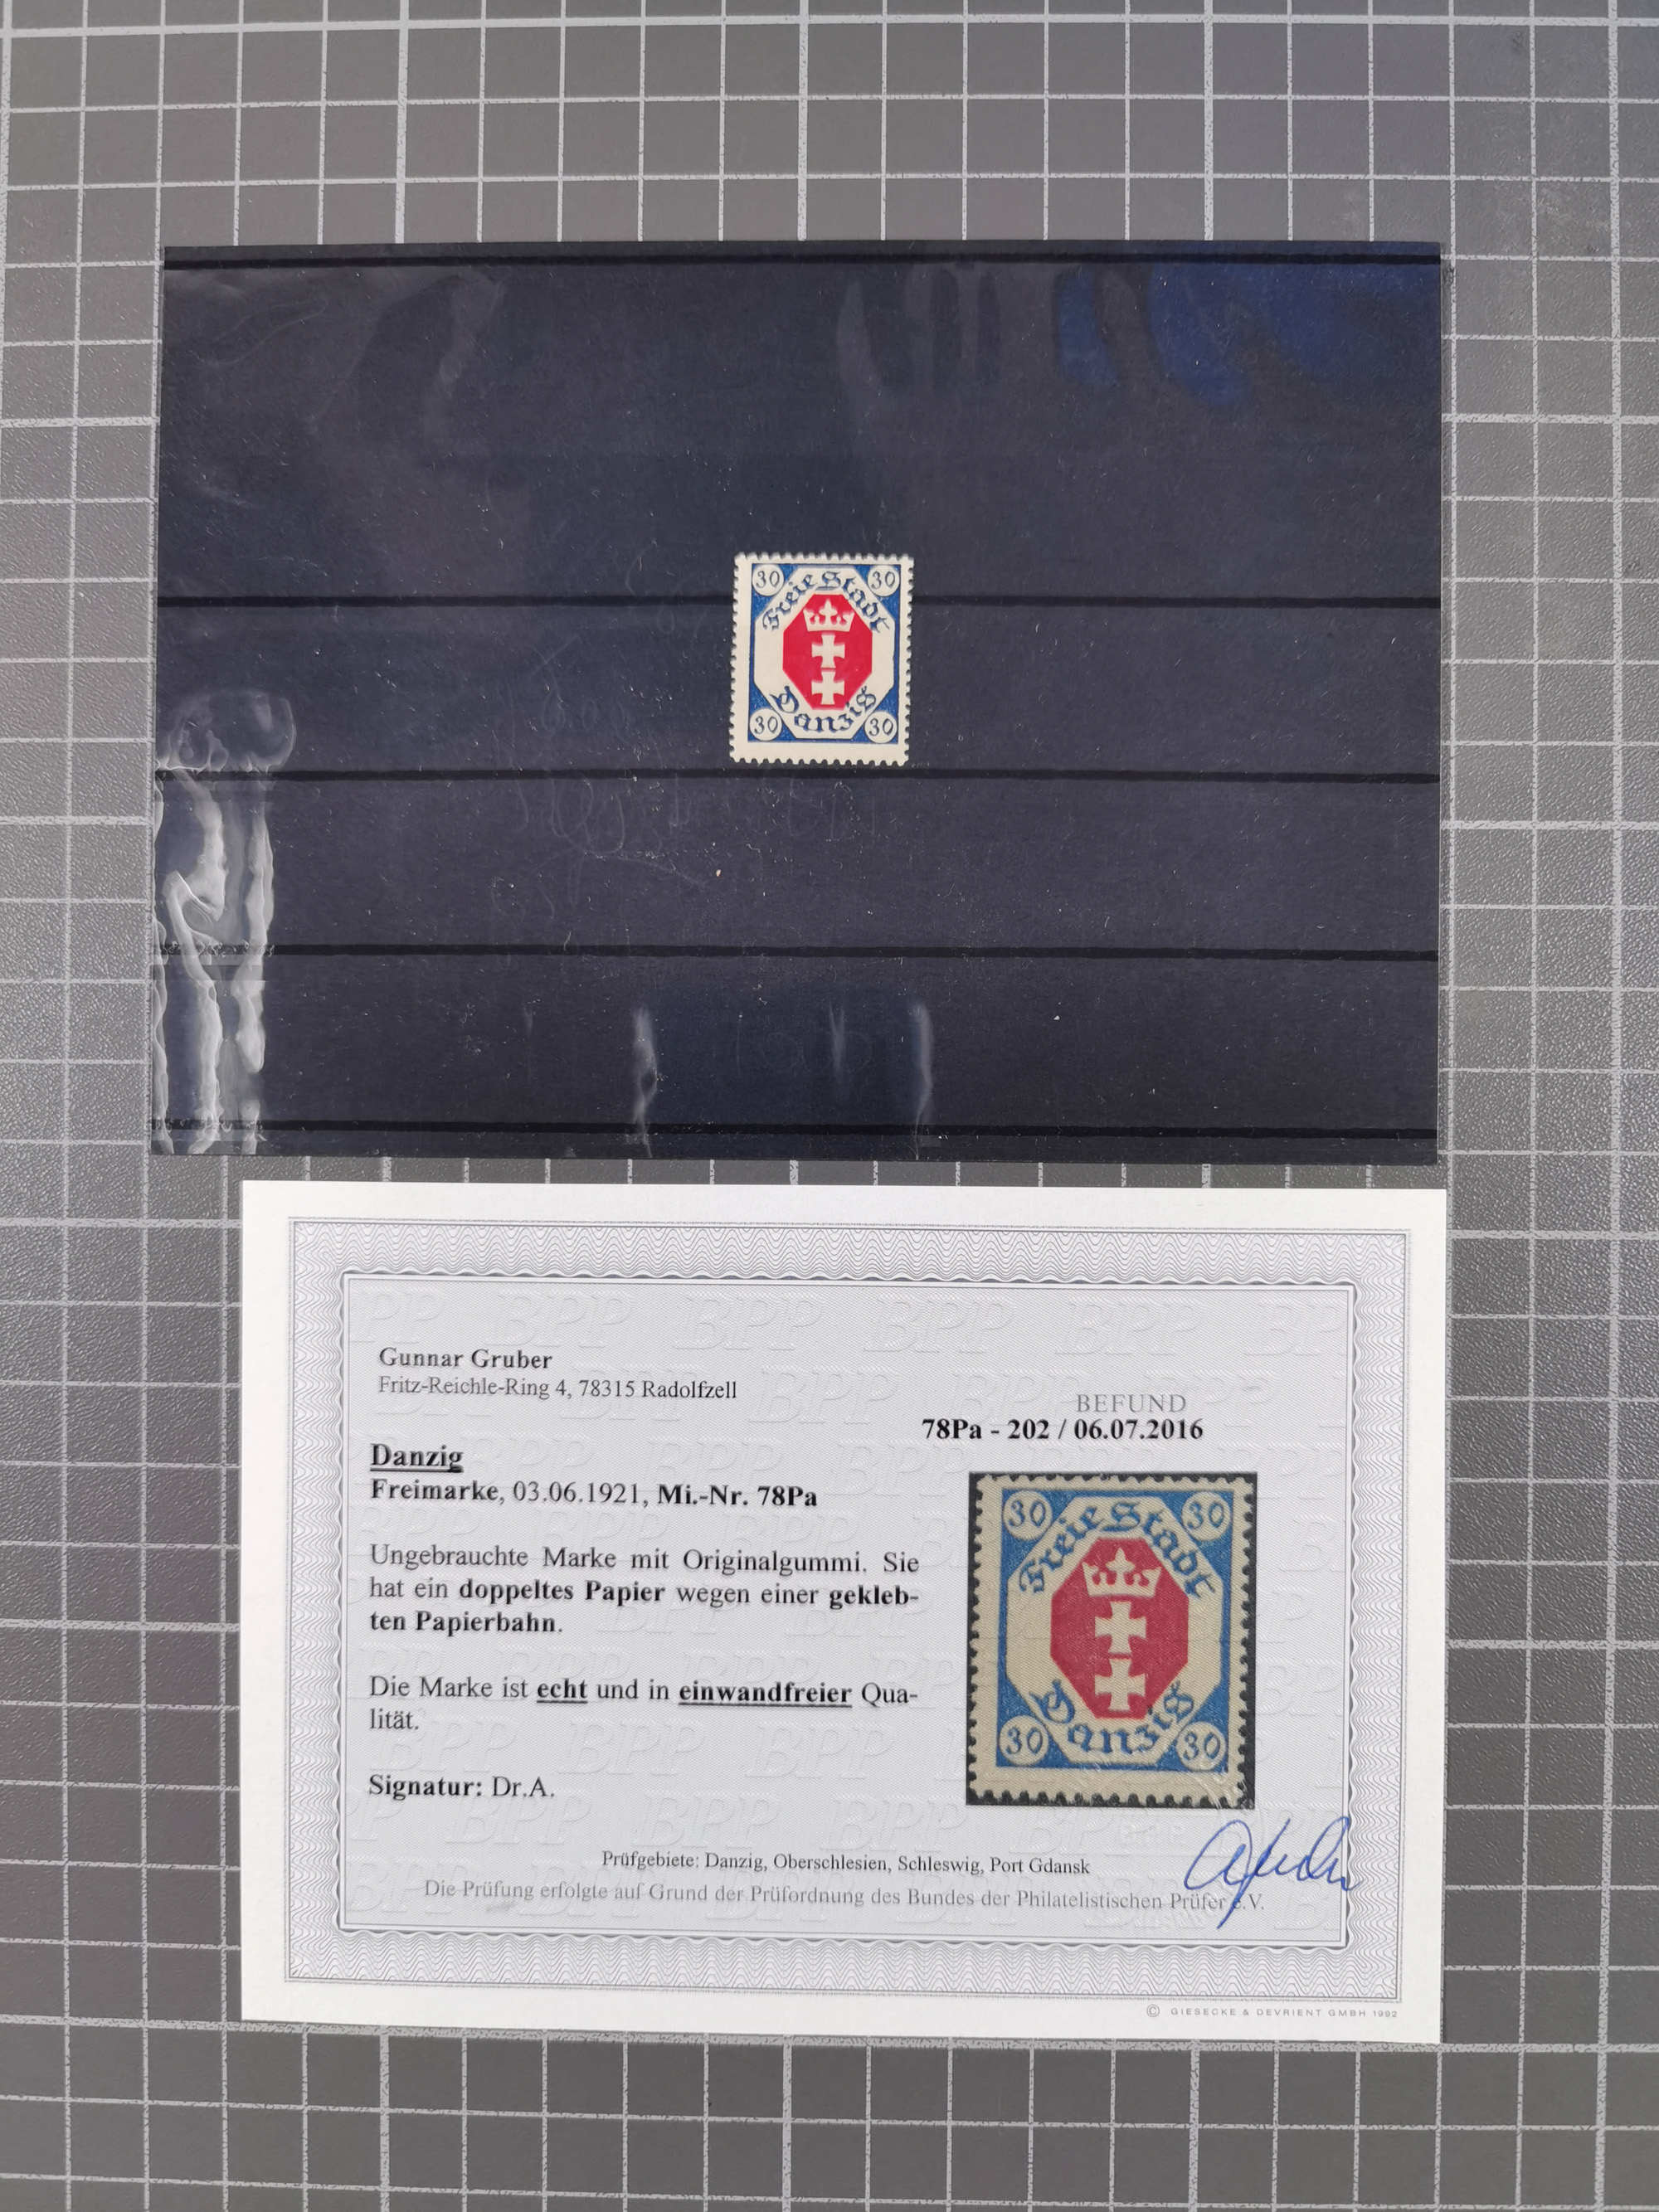 30 30
Freie Stadt
Danzig
30 30
Gunnar Gruber
Fritz-Reichle-Ring 4, 78315 Radolfzell
BEFUND
78Pa - 202 / 06.07.2016
Danzig
Freimarke, 03.06.1921, Mi.-Nr. 78Pa
Ungebrauchte Marke mit Originalgummi. Sie
hat ein doppeltes Papier wegen einer gekleb-
ten Papierbahn.
Die Marke ist echt und in einwandfreier Qua-
lität.
Signatur: Dr.A.
30 30
Freie Stadt
Danzig
30 30
Prüfgebiete: Danzig, Oberschlesien, Schleswig, Port Gdansk
Die Prüfung erfolgte auf Grund der Prüfordnung des Bundes der Philatelistischen Prüfer e.V.
© GIESECKE & DEVRIENT GMBH 1992